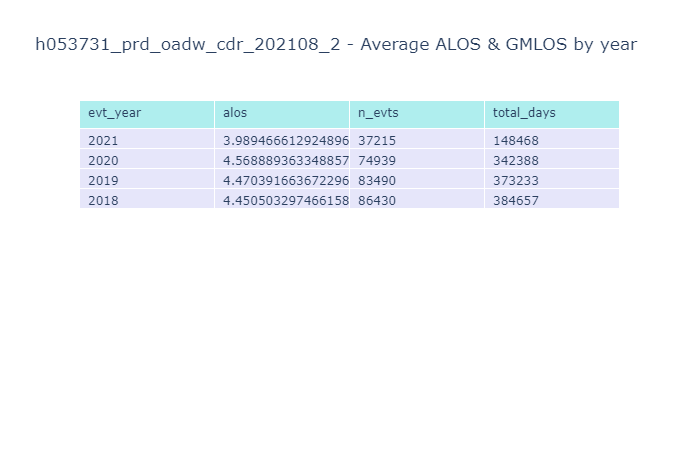 h053731_prd_oadw_cdr_202108_2 - Average ALOS & GMLOS by year
evt_year alos n_evts total_days
2021 3.989466612924896 37215 148468
2020 4.568889363348857 74939 342388
2019 4.470391663672296 83490 373233
2018 4.450503297466158 86430 384657